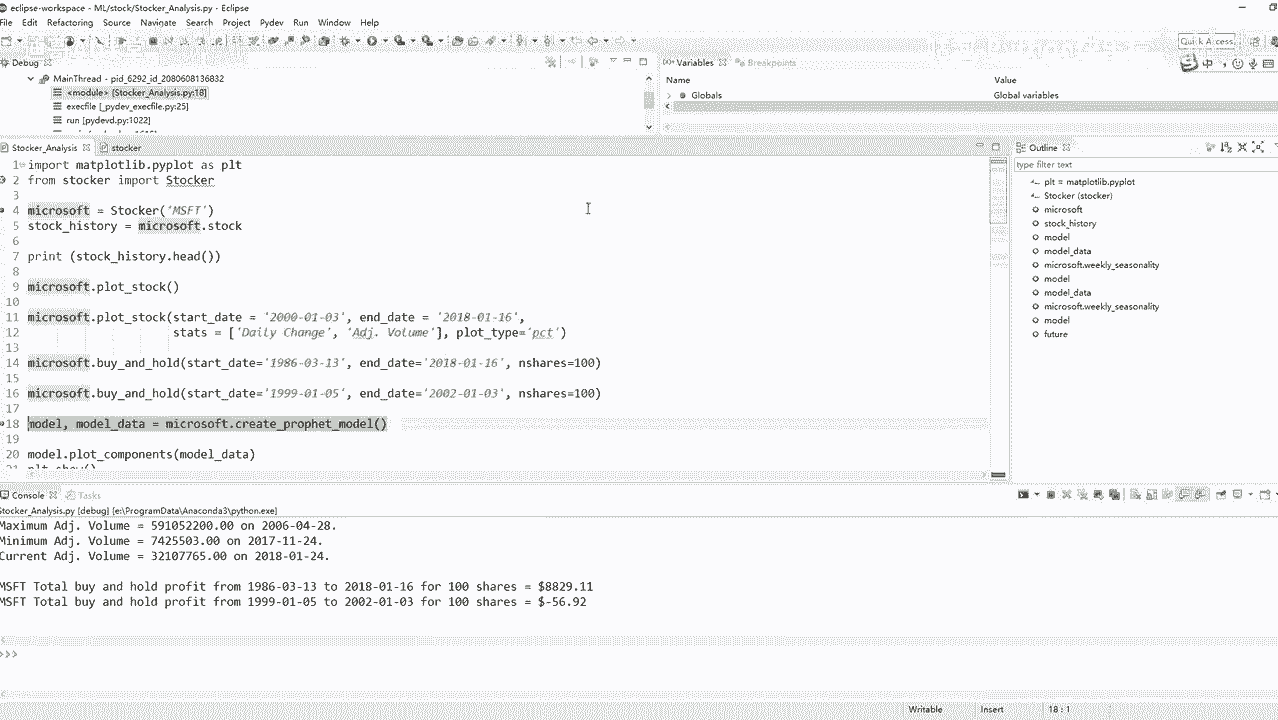 eclipse-workspace - ML/stock/Stocker_Analysis.py - Eclipse
File Edit Refactoring Source Navigate Search Project Pydev Run Window Help
Quick Access
Debug
Variables Breakpoints
MainThread - pid_6292_id_2080608136832
<module> [Stocker_Analysis.py:18]
execfile [_pydev_execfile.py:25]
run [pydevd.py:1022]
Name Value
Globals Global variables
Stocker_Analysis stocker
1 import matplotlib.pyplot as plt
2 from stocker import Stocker
3
4 microsoft = Stocker('MSFT')
5 stock_history = microsoft.stock
6
7 print (stock_history.head())
8
9 microsoft.plot_stock()
10
11 microsoft.plot_stock(start_date = '2000-01-03', end_date = '2018-01-16',
12 stats = ['Daily Change', 'Adj. Volume'], plot_type='pct')
13
14 microsoft.buy_and_hold(start_date='1986-03-13', end_date='2018-01-16', nshares=100)
15
16 microsoft.buy_and_hold(start_date='1999-01-05', end_date='2002-01-03', nshares=100)
17
18 model, model_data = microsoft.create_prophet_model()
19
20 model.plot_components(model_data)
21 plt.show()
Outline
type filter text
plt = matplotlib.pyplot
Stocker (stocker)
microsoft
stock_history
model
model_data
microsoft.weekly_seasonality
model
model_data
microsoft.weekly_seasonality
model
future
Console Tasks
Stocker_Analysis.py [debug] [e:\ProgramData\Anaconda3\python.exe]
Maximum Adj. Volume = 591052200.00 on 2006-04-28.
Minimum Adj. Volume = 7425503.00 on 2017-11-24.
Current Adj. Volume = 32107765.00 on 2018-01-24.
MSFT Total buy and hold profit from 1986-03-13 to 2018-01-16 for 100 shares = $8829.11
MSFT Total buy and hold profit from 1999-01-05 to 2002-01-03 for 100 shares = $-56.92
>>>
Writable Insert 18 : 1